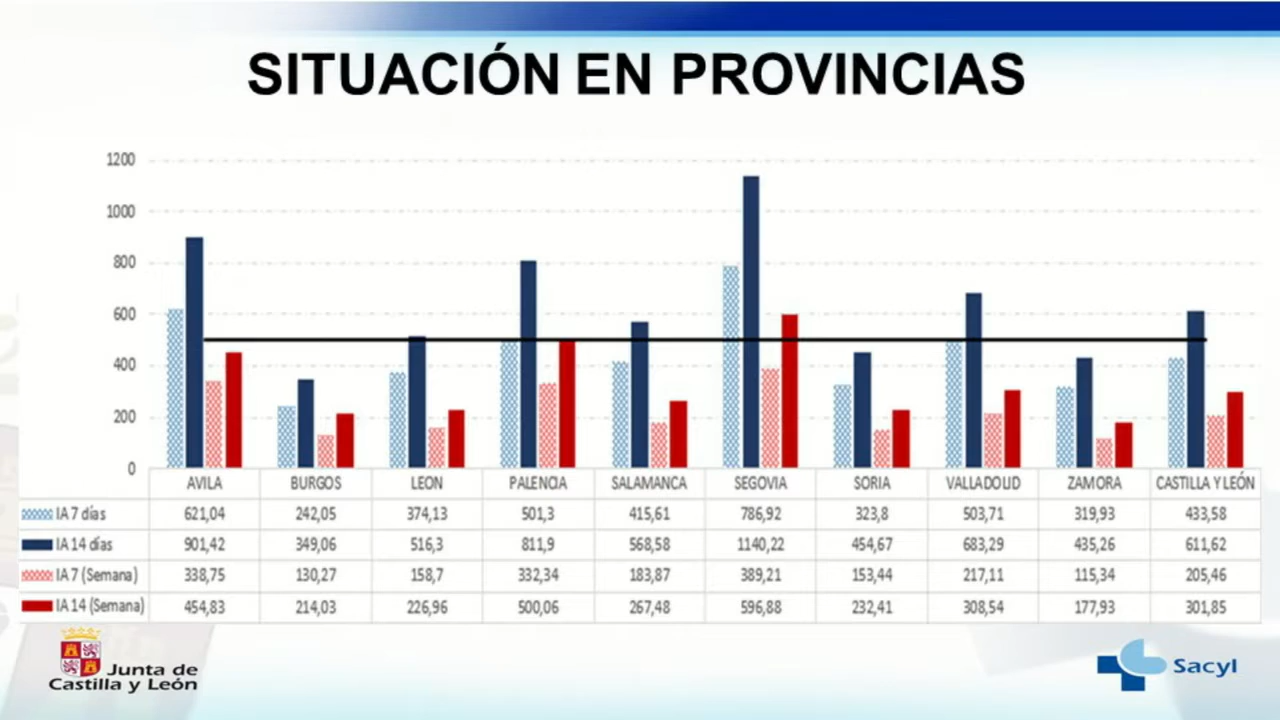 SITUACIÓN EN PROVINCIAS
1200
1000
800
600
400
200
0
AVILA BURGOS LEON PALENCIA SALAMANCA SEGOVIA SORIA VALLADOLID ZAMORA CASTILLA Y LEÓN
IA 7 días 621,04 242,05 374,13 501,3 415,61 786,92 323,8 503,71 319,93 433,58
IA 14 días 901,42 349,06 516,3 811,9 568,58 1140,22 454,67 683,29 435,26 611,62
IA 7 (Semana) 338,75 130,27 158,7 332,34 183,87 389,21 153,44 217,11 115,34 205,46
IA 14 (Semana) 454,83 214,03 226,96 500,06 267,48 596,88 232,41 308,54 177,93 301,85
Junta de
Castilla y León
Sacyl